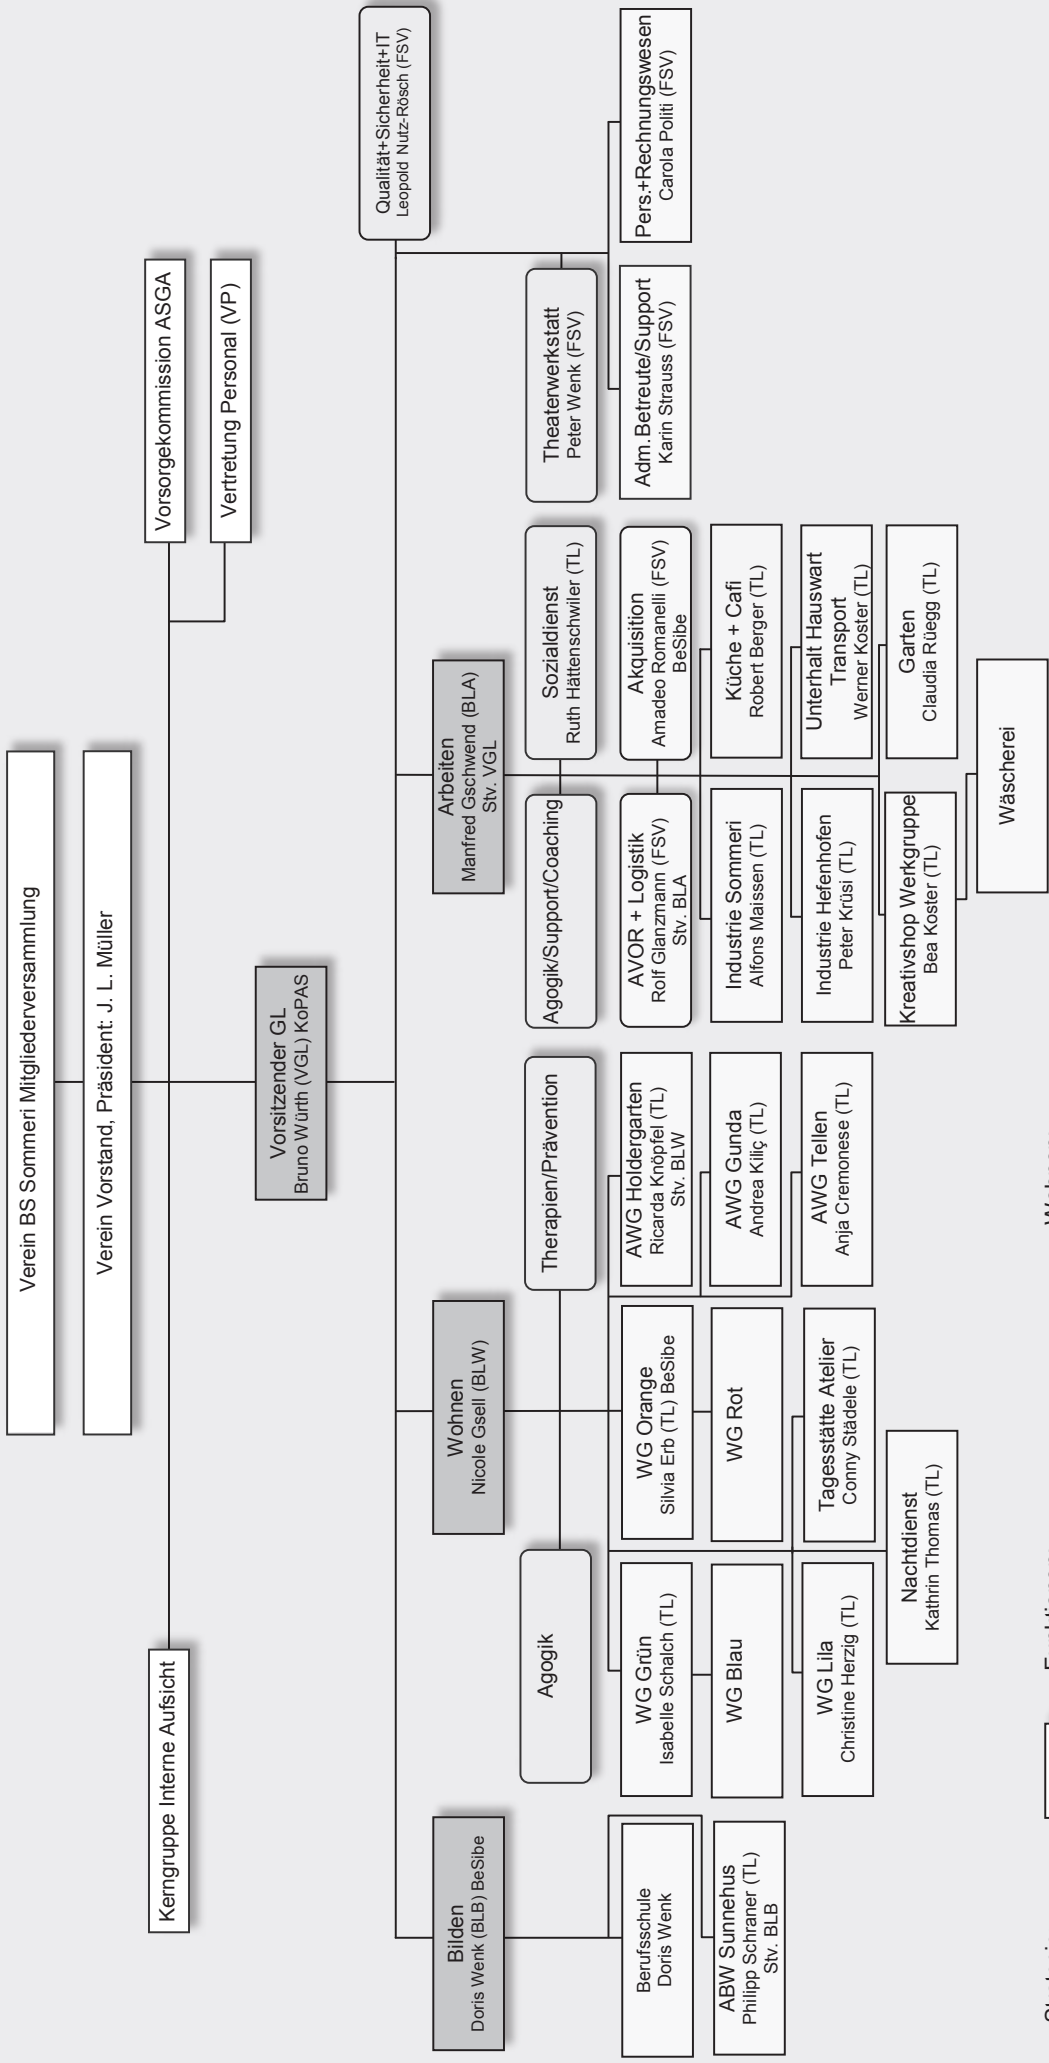 Verein BS Sommeri Mitgliederversammlung
Verein Vorstand, Präsident: J. L. Müller
Kerngruppe Interne Aufsicht
Vorsorgekommission ASGA
Vertretung Personal (VP)
Vorsitzender GL
Bruno Würth (VGL) KoPAS
Qualität+Sicherheit+IT
Leopold Nutz-Rösch (FSV)
Bilden
Doris Wenk (BLB) BeSibe
Wohnen
Nicole Gsell (BLW)
Arbeiten
Manfred Gschwend (BLA)
Stv. VGL
Agogik
Therapien/Prävention
Agogik/Support/Coaching
Sozialdienst
Ruth Hättenschwiler (TL)
Theaterwerkstatt
Peter Wenk (FSV)
Berufsschule
Doris Wenk
WG Grün
Isabelle Schalch (TL)
WG Orange
Silvia Erb (TL) BeSibe
AWG Holdergarten
Ricarda Knöpfel (TL)
Stv. BLW
AVOR + Logistik
Rolf Glanzmann (FSV)
Stv. BLA
Akquisition
Amadeo Romanelli (FSV)
BeSibe
Adm.Betreute/Support
Karin Strauss (FSV)
Pers.+Rechnungswesen
Carola Politi (FSV)
ABW Sunnehus
Philipp Schraner (TL)
Stv. BLB
WG Blau
WG Rot
AWG Gunda
Andrea Kiliç (TL)
Industrie Sommeri
Alfons Maissen (TL)
Küche + Cafi
Robert Berger (TL)
WG Lila
Christine Herzig (TL)
Tagesstätte Atelier
Conny Städele (TL)
AWG Tellen
Anja Cremonese (TL)
Industrie Hefenhofen
Peter Krüsi (TL)
Unterhalt Hauswart
Transport
Werner Koster (TL)
Nachtdienst
Kathrin Thomas (TL)
Kreativshop Werkgruppe
Bea Koster (TL)
Garten
Claudia Rüegg (TL)
Wäscherei